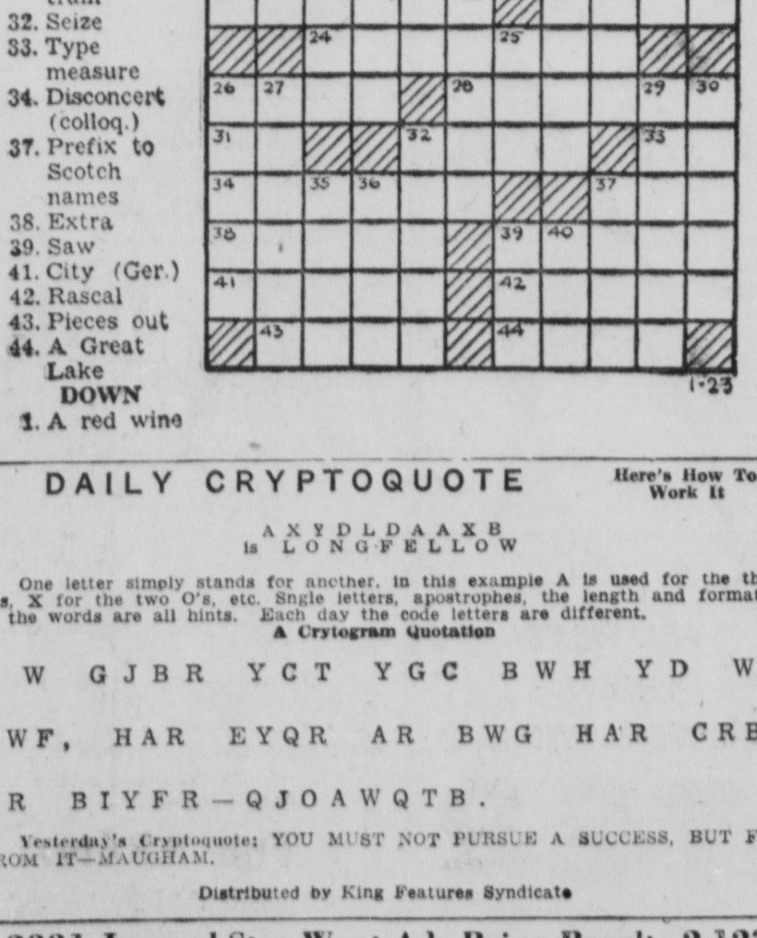 32. Seize
33. Type
measure
34. Disconcert
(colloq.)
37. Prefix to
Scotch
names
38. Extra
39. Saw
41. City (Ger.)
42. Rascal
43. Pieces out
44. A Great
Lake
DOWN
1. A red wine
24 25
26 27 28 29 30
31 32 33
34 35 36 37
38 39 40
41 42
43 44
1-23
DAILY CRYPTOQUOTE
Here's How To
Work It
A X Y D L D A A X B
is L O N G F E L L O W
One letter simply stands for another, in this example A is used for the th
s, X for the two O's, etc. Sngle letters, apostrophes, the length and format
the words are all hints. Each day the code letters are different.
A Crytogram Quotation
W GJBR YCT YGC BWH YD W
WF, HAR EYQR AR BWG HAR CRB
R BIYFR—QJOAWQTB.
Yesterday's Cryptoquote: YOU MUST NOT PURSUE A SUCCESS, BUT F
ROM IT—MAUGHAM.
Distributed by King Features Syndicate